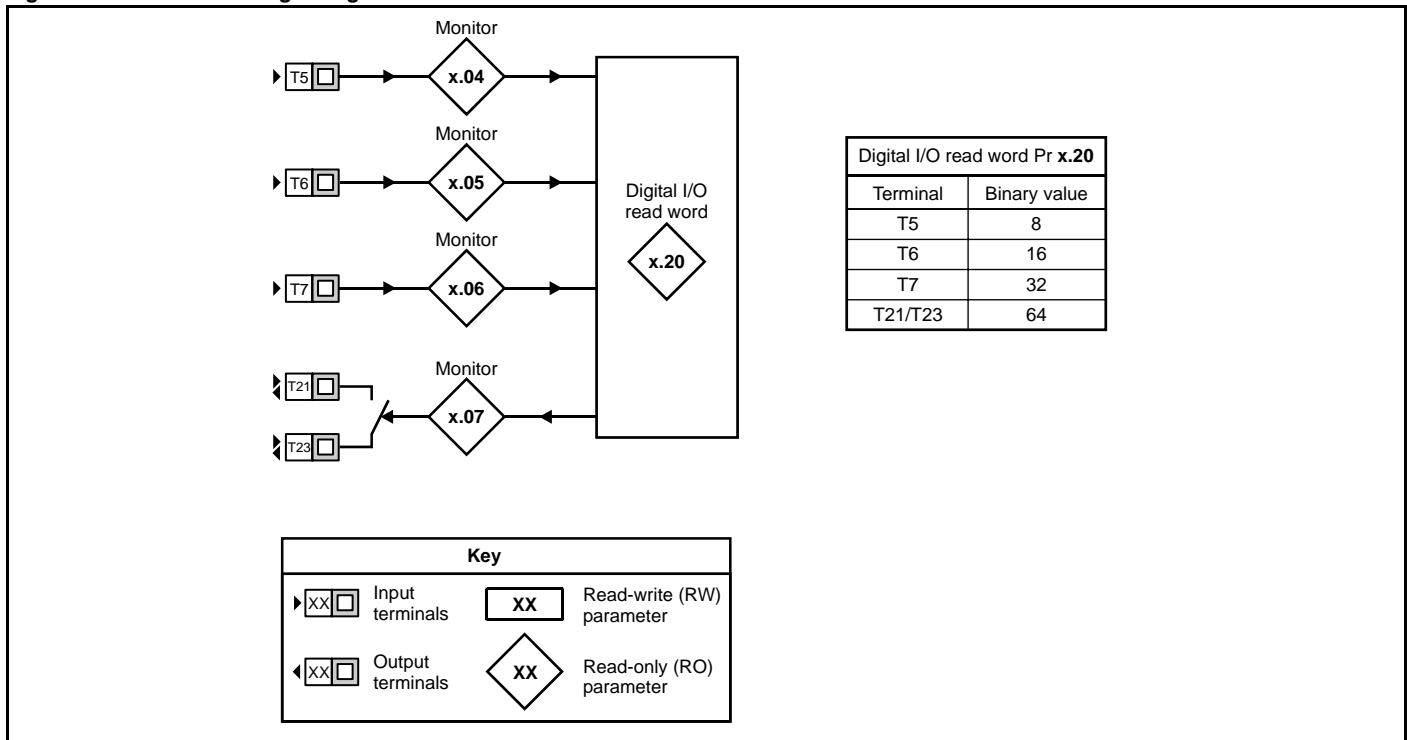 Monitor
T5
x.04
Monitor
T6
x.05
Monitor
T7
x.06
Monitor
T21
T23
x.07
Digital I/O
read word
x.20
Digital I/O read word Pr x.20
Terminal Binary value
T5 8
T6 16
T7 32
T21/T23 64
Key
XX Input
terminals
XX Read-write (RW)
parameter
XX Output
terminals
XX Read-only (RO)
parameter